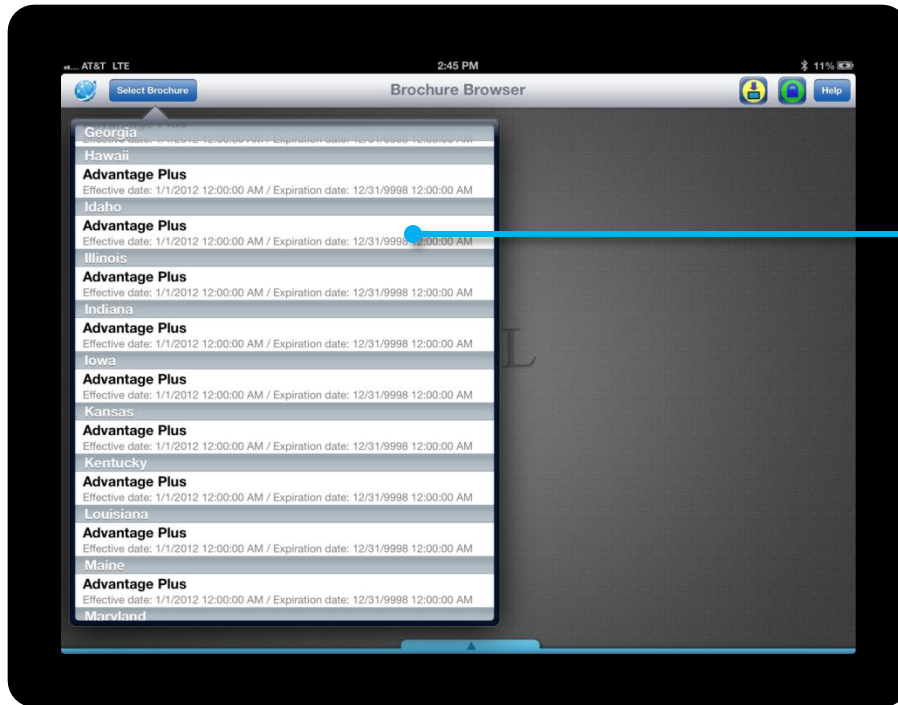 AT&T LTE
2:45 PM
11%
Select Brochure
Brochure Browser
Help
Georgia
Hawaii
Advantage Plus
Effective date: 1/1/2012 12:00:00 AM / Expiration date: 12/31/9998 12:00:00 AM
Idaho
Advantage Plus
Effective date: 1/1/2012 12:00:00 AM / Expiration date: 12/31/9998 12:00:00 AM
Illinois
Advantage Plus
Effective date: 1/1/2012 12:00:00 AM / Expiration date: 12/31/9998 12:00:00 AM
Indiana
Advantage Plus
Effective date: 1/1/2012 12:00:00 AM / Expiration date: 12/31/9998 12:00:00 AM
Iowa
Advantage Plus
Effective date: 1/1/2012 12:00:00 AM / Expiration date: 12/31/9998 12:00:00 AM
Kansas
Advantage Plus
Effective date: 1/1/2012 12:00:00 AM / Expiration date: 12/31/9998 12:00:00 AM
Kentucky
Advantage Plus
Effective date: 1/1/2012 12:00:00 AM / Expiration date: 12/31/9998 12:00:00 AM
Louisiana
Advantage Plus
Effective date: 1/1/2012 12:00:00 AM / Expiration date: 12/31/9998 12:00:00 AM
Maine
Advantage Plus
Effective date: 1/1/2012 12:00:00 AM / Expiration date: 12/31/9998 12:00:00 AM
Maryland
L